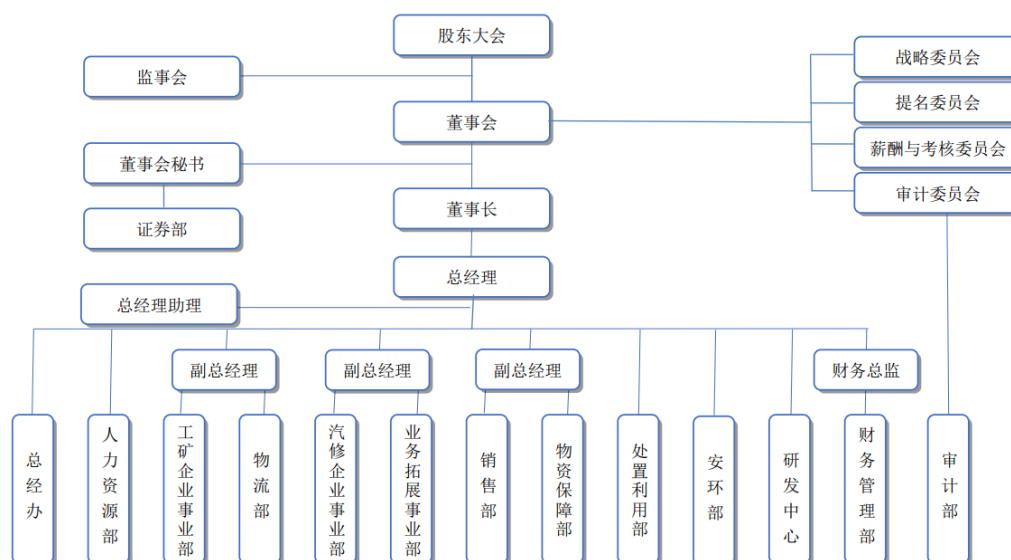 股东大会
监事会
战略委员会
提名委员会
董事会
董事会秘书
薪酬与考核委员会
审计委员会
证券部
董事长
总经理
总经理助理
副总经理
副总经理
副总经理
财务总监
总经办
人力资源部
工矿企业事业部
物流部
汽修企业事业部
业务拓展事业部
销售部
物资保障部
处置利用部
安环部
研发中心
财务管理部
审计部